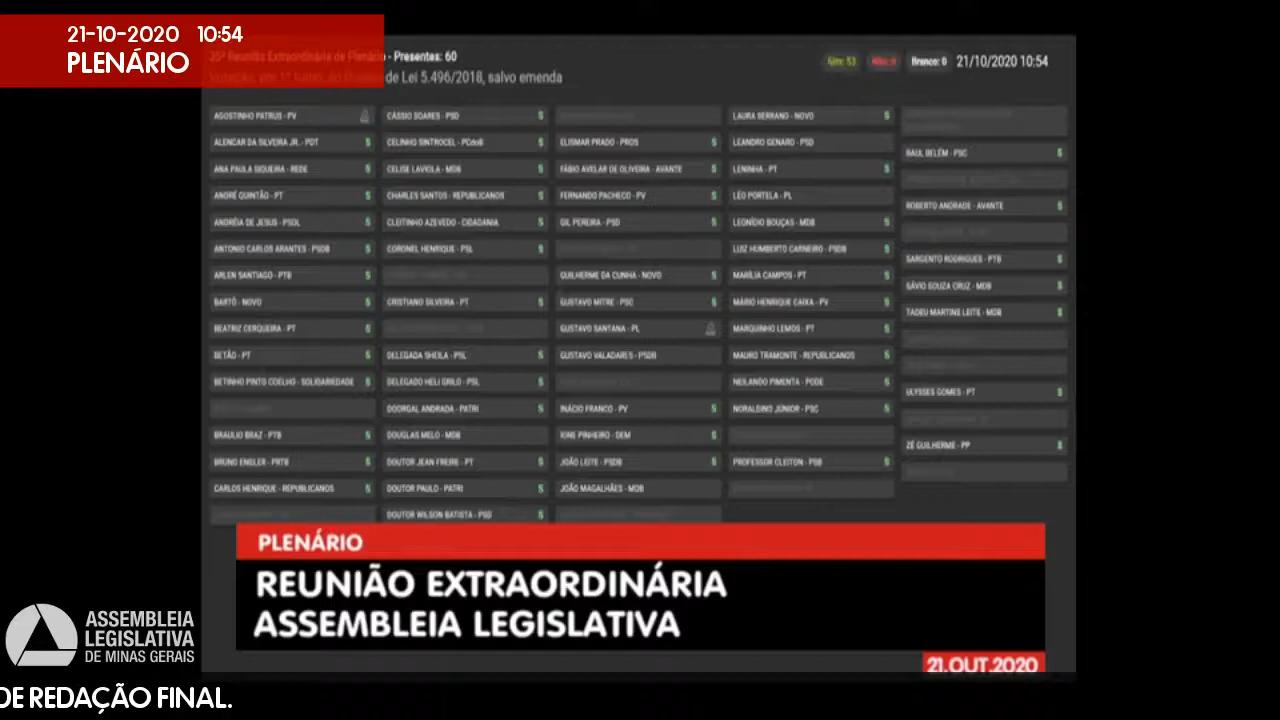 21-10-2020 10:54
PLENÁRIO
35ª Reunião Extraordinária de Plenário - Presentes: 60
de Lei 5.496/2018, salvo emenda
Sim: 53
Não: 0
Branco: 0
21/10/2020 10:54
AGOSTINHO PATRUS - PV
ALENCAR DA SILVEIRA JR. - PDT S
ANA PAULA SIQUEIRA - REDE S
ANDRÉ QUINTÃO - PT S
ANDRÉIA DE JESUS - PSOL S
ANTONIO CARLOS ARANTES - PSDB S
ARLEN SANTIAGO - PTB S
BARTÔ - NOVO S
BEATRIZ CERQUEIRA - PT S
BETÃO - PT S
BETINHO PINTO COELHO - SOLIDARIEDADE S
BRAULIO BRAZ - PTB S
BRUNO ENGLER - PRTB S
CARLOS HENRIQUE - REPUBLICANOS S
CÁSSIO SOARES - PSD S
CELINHO SINTROCEL - PCdoB S
CELISE LAVIOLA - MDB S
CHARLES SANTOS - REPUBLICANOS S
CLEITINHO AZEVEDO - CIDADANIA S
CORONEL HENRIQUE - PSL S
CRISTIANO SILVEIRA - PT S
DELEGADA SHEILA - PSL S
DELEGADO HELI GRILO - PSL S
DOORGAL ANDRADA - PATRI S
DOUGLAS MELO - MDB
DOUTOR JEAN FREIRE - PT S
DOUTOR PAULO - PATRI S
DOUTOR WILSON BATISTA - PSD S
ELISMAR PRADO - PROS S
FÁBIO AVELAR DE OLIVEIRA - AVANTE S
FERNANDO PACHECO - PV S
GIL PEREIRA - PSD S
GUILHERME DA CUNHA - NOVO S
GUSTAVO MITRE - PSC S
GUSTAVO SANTANA - PL
GUSTAVO VALADARES - PSDB
INÁCIO FRANCO - PV S
IONE PINHEIRO - DEM S
JOÃO LEITE - PSDB S
JOÃO MAGALHÃES - MDB
LAURA SERRANO - NOVO S
LEANDRO GENARO - PSD
LENINHA - PT S
LÉO PORTELA - PL
LEONÍDIO BOUÇAS - MDB S
LUIZ HUMBERTO CARNEIRO - PSDB S
MARÍLIA CAMPOS - PT S
MÁRIO HENRIQUE CAIXA - PV S
MARQUINHO LEMOS - PT S
MAURO TRAMONTE - REPUBLICANOS S
NEILANDO PIMENTA - PODE S
NORALDINO JÚNIOR - PSC S
PROFESSOR CLEITON - PSB S
RAUL BELÉM - PSC S
ROBERTO ANDRADE - AVANTE S
SARGENTO RODRIGUES - PTB S
SÁVIO SOUZA CRUZ - MDB S
TADEU MARTINS LEITE - MDB S
ULYSSES GOMES - PT S
ZÉ GUILHERME - PP S
PLENÁRIO
REUNIÃO EXTRAORDINÁRIA
ASSEMBLEIA LEGISLATIVA
21.OUT.2020
ASSEMBLEIA
LEGISLATIVA
DE MINAS GERAIS
DE REDAÇÃO FINAL.